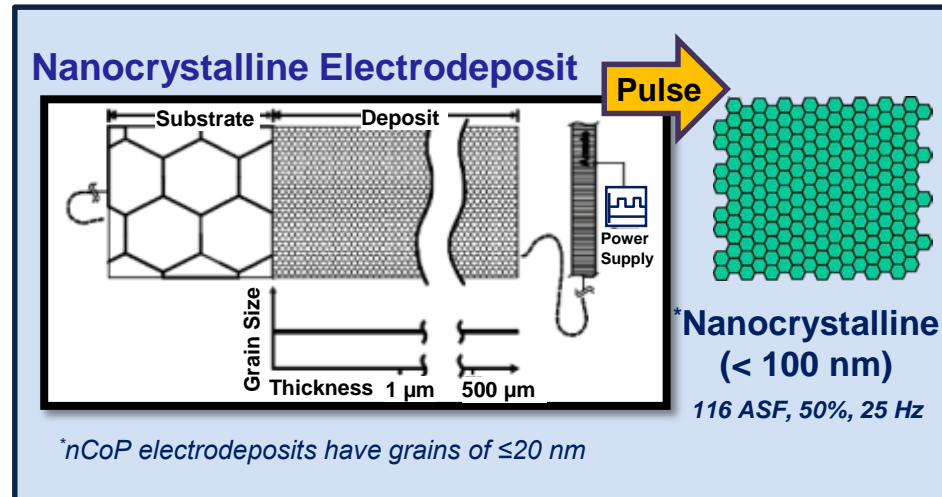 Nanocrystalline Electrodeposit
Pulse
Substrate
Deposit
Power
Supply
Grain Size
Thickness
1 µm
500 µm
*Nanocrystalline
(< 100 nm)
116 ASF, 50%, 25 Hz
*nCoP electrodeposits have grains of ≤20 nm